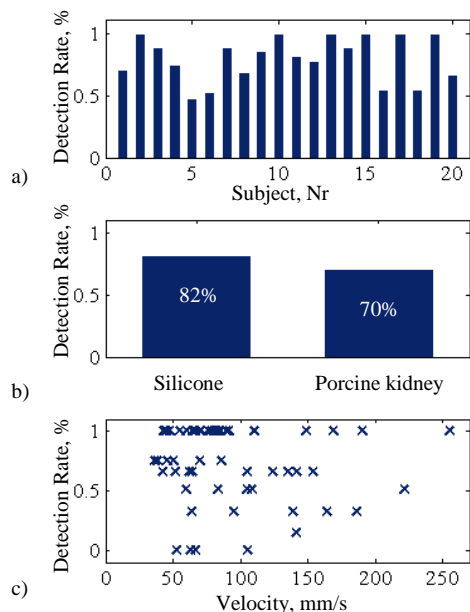 Detection Rate, %
1
0.5
0
0 5 10 15 20
Subject, Nr
a)
Detection Rate, %
1
0.5
0
82%
70%
Silicone Porcine kidney
b)
Detection Rate, %
1
0.5
0
0 50 100 150 200 250
Velocity, mm/s
c)